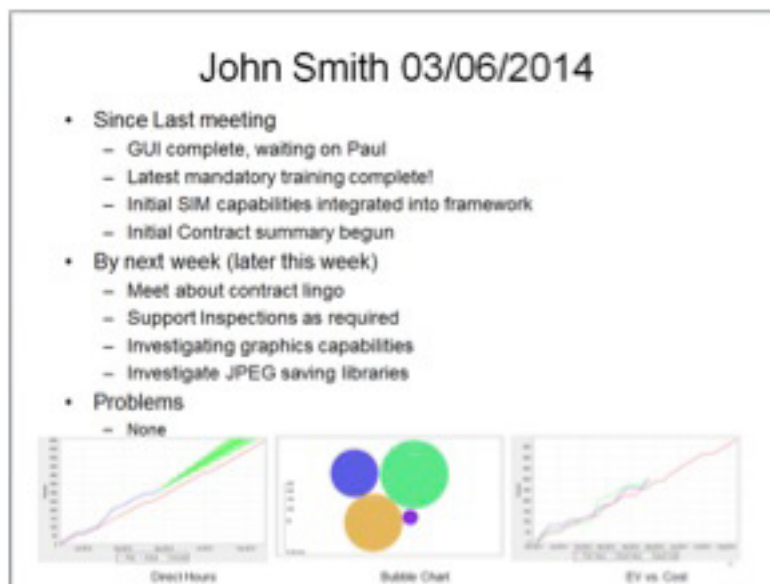 John Smith 03/06/2014
• Since Last meeting
– GUI complete, waiting on Paul
– Latest mandatory training complete!
– Initial SIM capabilities integrated into framework
– Initial Contract summary begun
• By next week (later this week)
– Meet about contract lingo
– Support Inspections as required
– Investigating graphics capabilities
– Investigate JPEG saving libraries
• Problems
– None
Direct Hours
Bubble Chart
EV vs. Cost